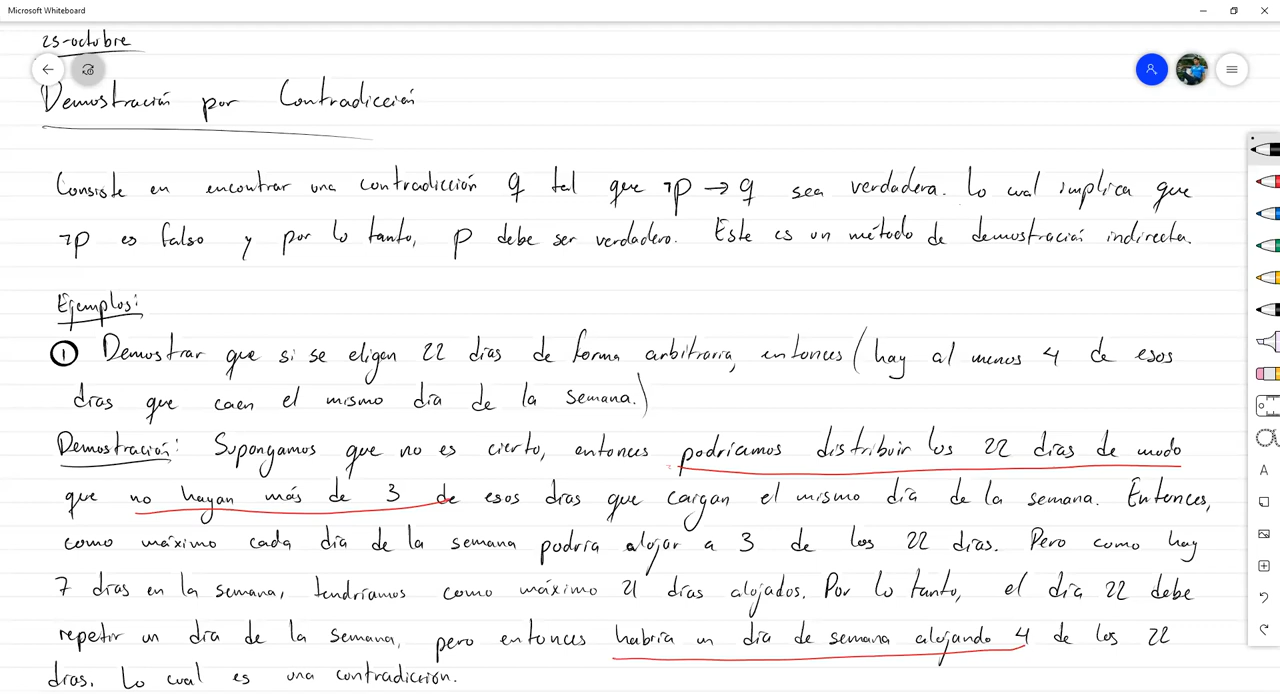 Microsoft Whiteboard
25-octubre
Demostración por Contradicción
Consiste en encontrar una contradicción q tal que ¬p → q sea verdadera. Lo cual implica que
¬p es falso y por lo tanto, p debe ser verdadero. Este es un método de demostración indirecta.
Ejemplos:
① Demostrar que si se eligen 22 días de forma arbitraria, entonces (hay al menos 4 de esos
días que caen el mismo día de la semana.)
Demostración: Supongamos que no es cierto, entonces podríamos distribuir los 22 días de modo
que no hayan más de 3 de esos días que caigan el mismo día de la semana. Entonces,
como máximo cada día de la semana podría alojar a 3 de los 22 días. Pero como hay
7 días en la semana, tendríamos como máximo 21 días alojados. Por lo tanto, el día 22 debe
repetir un día de la semana, pero entonces habría un día de semana alojando 4 de los 22
días. Lo cual es una contradicción.
A